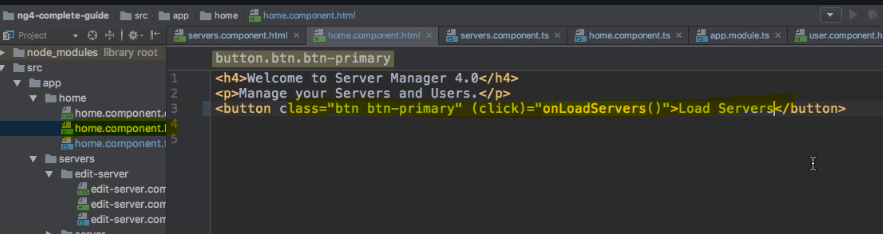 ng4-complete-guide src app home home.component.html
Project servers.component.html home.component.html servers.component.ts home.component.ts app.module.ts user.component.h
node_modules library root
src
app
home
home.component.
home.component.
home.component.
servers
edit-server
edit-server.com
edit-server.com
edit-server.com
server
button.btn.btn-primary
1 <h4>Welcome to Server Manager 4.0</h4>
2 <p>Manage your Servers and Users.</p>
3 <button class="btn btn-primary" (click)="onLoadServers()">Load Servers</button>
4
5